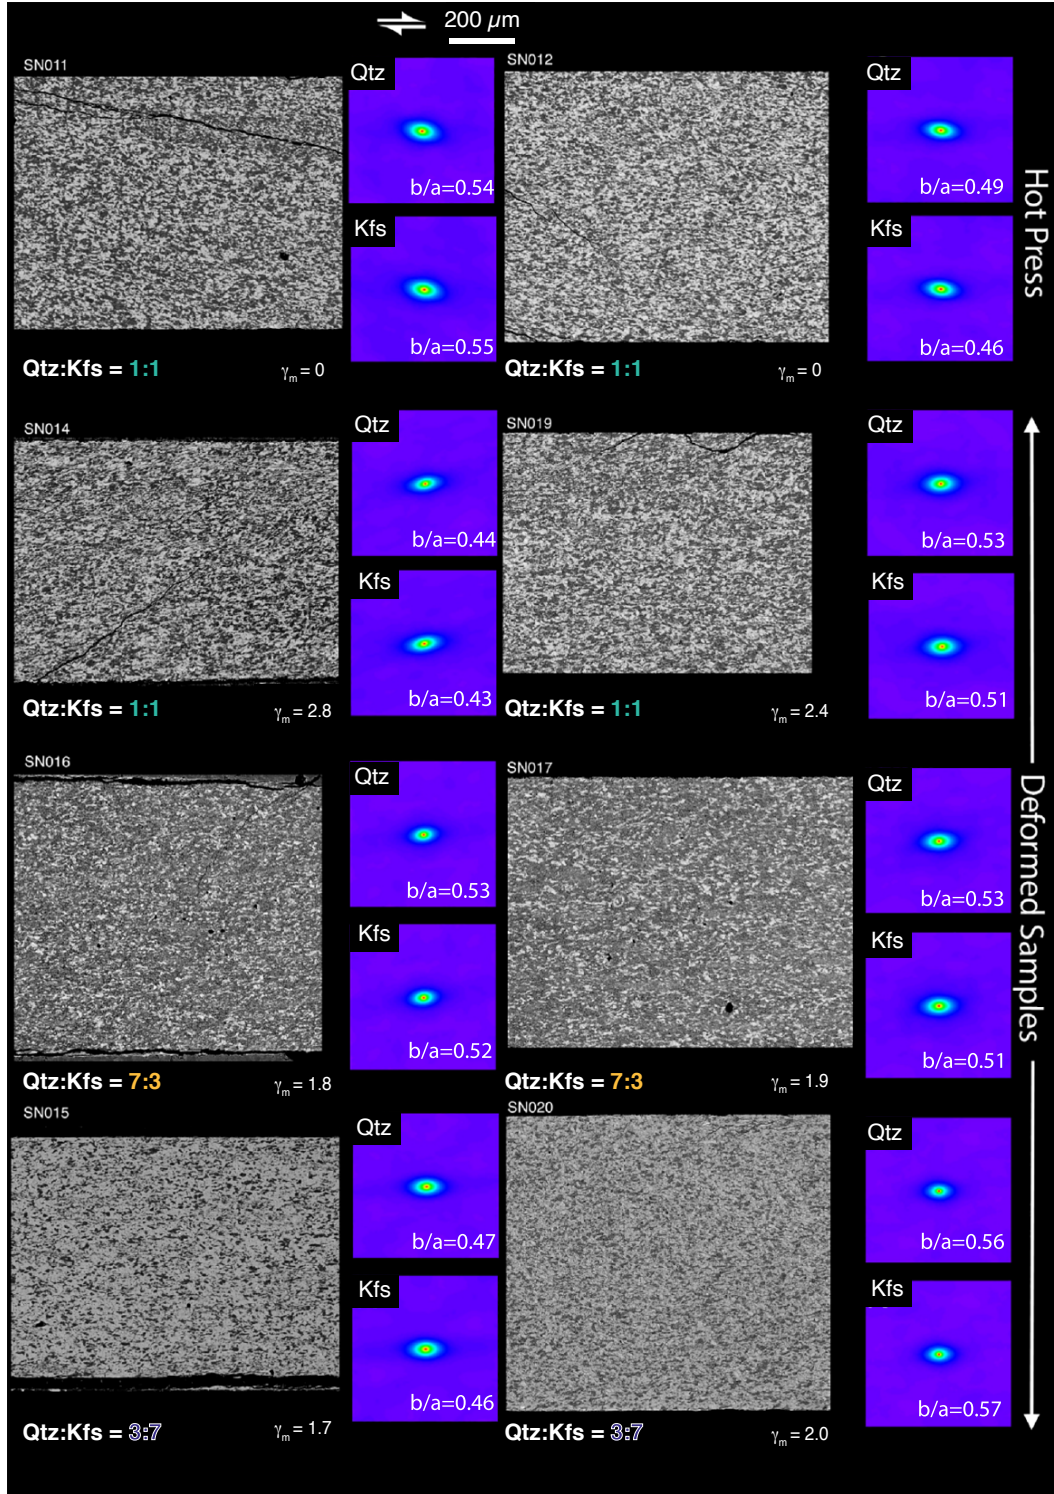 200 µm
SN011
Qtz
b/a=0.54
Kfs
b/a=0.55
Qtz:Kfs = 1:1
γm = 0
SN012
Qtz
b/a=0.49
Kfs
b/a=0.46
Qtz:Kfs = 1:1
γm = 0
Hot Press
SN014
Qtz
b/a=0.44
Kfs
b/a=0.43
Qtz:Kfs = 1:1
γm = 2.8
SN019
Qtz
b/a=0.53
Kfs
b/a=0.51
Qtz:Kfs = 1:1
γm = 2.4
SN016
Qtz
b/a=0.53
Kfs
b/a=0.52
Qtz:Kfs = 7:3
γm = 1.8
SN017
Qtz
b/a=0.53
Kfs
b/a=0.51
Qtz:Kfs = 7:3
γm = 1.9
Deformed Samples
SN015
Qtz
b/a=0.47
Kfs
b/a=0.46
Qtz:Kfs = 3:7
γm = 1.7
SN020
Qtz
b/a=0.56
Kfs
b/a=0.57
Qtz:Kfs = 3:7
γm = 2.0